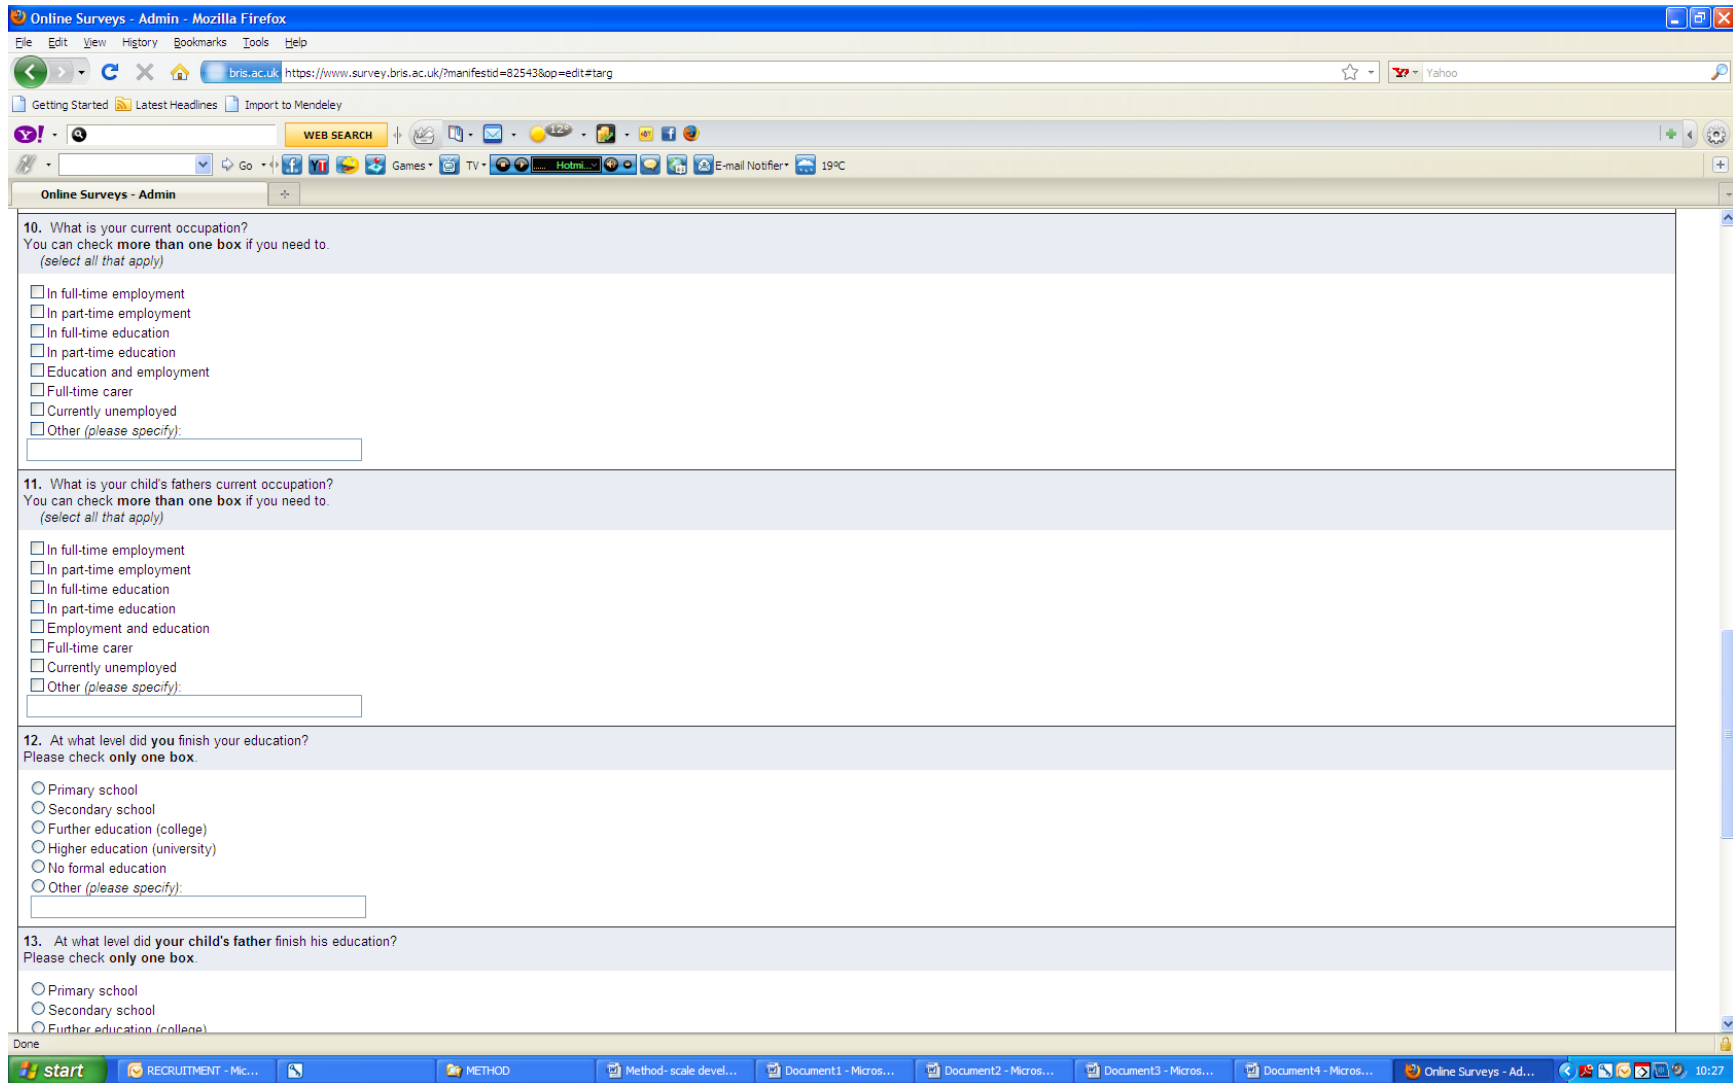 Online Surveys - Admin - Mozilla Firefox
File Edit View History Bookmarks Tools Help
bris.ac.uk https://www.survey.bris.ac.uk/?manifestid=82543&op=edit#targ
Yahoo
Getting Started Latest Headlines Import to Mendeley
WEB SEARCH 12°
Go Games TV Hotmi... E-mail Notifier 19ºC
Online Surveys - Admin
10. What is your current occupation?
You can check more than one box if you need to.
(select all that apply)
In full-time employment
In part-time employment
In full-time education
In part-time education
Education and employment
Full-time carer
Currently unemployed
Other (please specify):
11. What is your child's fathers current occupation?
You can check more than one box if you need to.
(select all that apply)
In full-time employment
In part-time employment
In full-time education
In part-time education
Employment and education
Full-time carer
Currently unemployed
Other (please specify):
12. At what level did you finish your education?
Please check only one box.
Primary school
Secondary school
Further education (college)
Higher education (university)
No formal education
Other (please specify):
13. At what level did your child's father finish his education?
Please check only one box.
Primary school
Secondary school
Further education (college)
Done
start RECRUITMENT - Mic... METHOD Method- scale devel... Document1 - Micros... Document2 - Micros... Document3 - Micros... Document4 - Micros... Online Surveys - Ad... 10:27